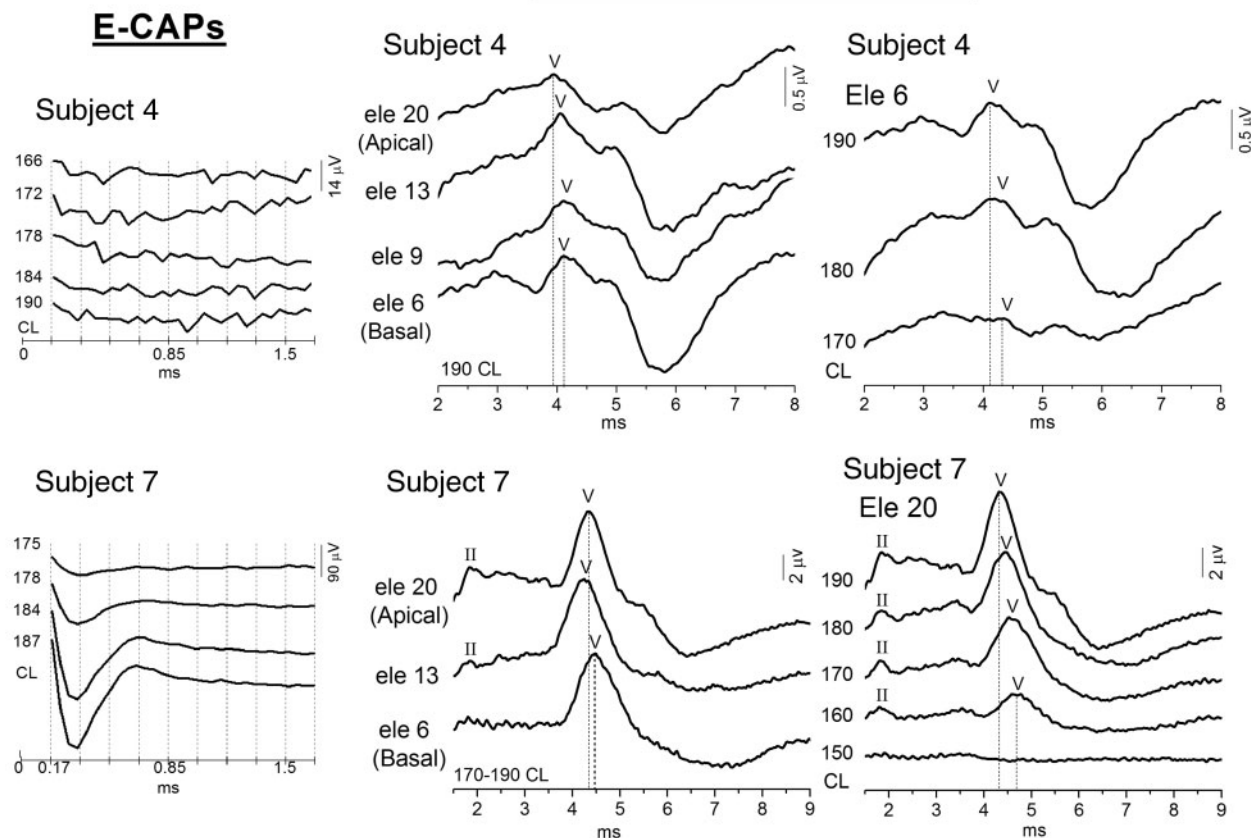 E-CAPs
Subject 4
166
172
178
184
190
CL
14 µV
0
0.85
1.5
ms
Subject 4
V
ele 20
(Apical)
V
ele 13
V
ele 9
V
ele 6
(Basal)
0.5 µV
190 CL
2 3 4 5 6 7 8
ms
Subject 4
Ele 6
V
190
180
V
170
CL
0.5 µV
2 3 4 5 6 7 8
ms
Subject 7
175
178
184
187
CL
90 µV
0 0.17 0.85 1.5
ms
Subject 7
V
II
ele 20
(Apical)
V
II
ele 13
V
ele 6
(Basal)
2 µv
170-190 CL
2 3 4 5 6 7 8 9
ms
Subject 7
Ele 20
V
II
190
V
II
180
V
II
170
V
II
160
150
CL
2 µv
2 3 4 5 6 7 8 9
ms